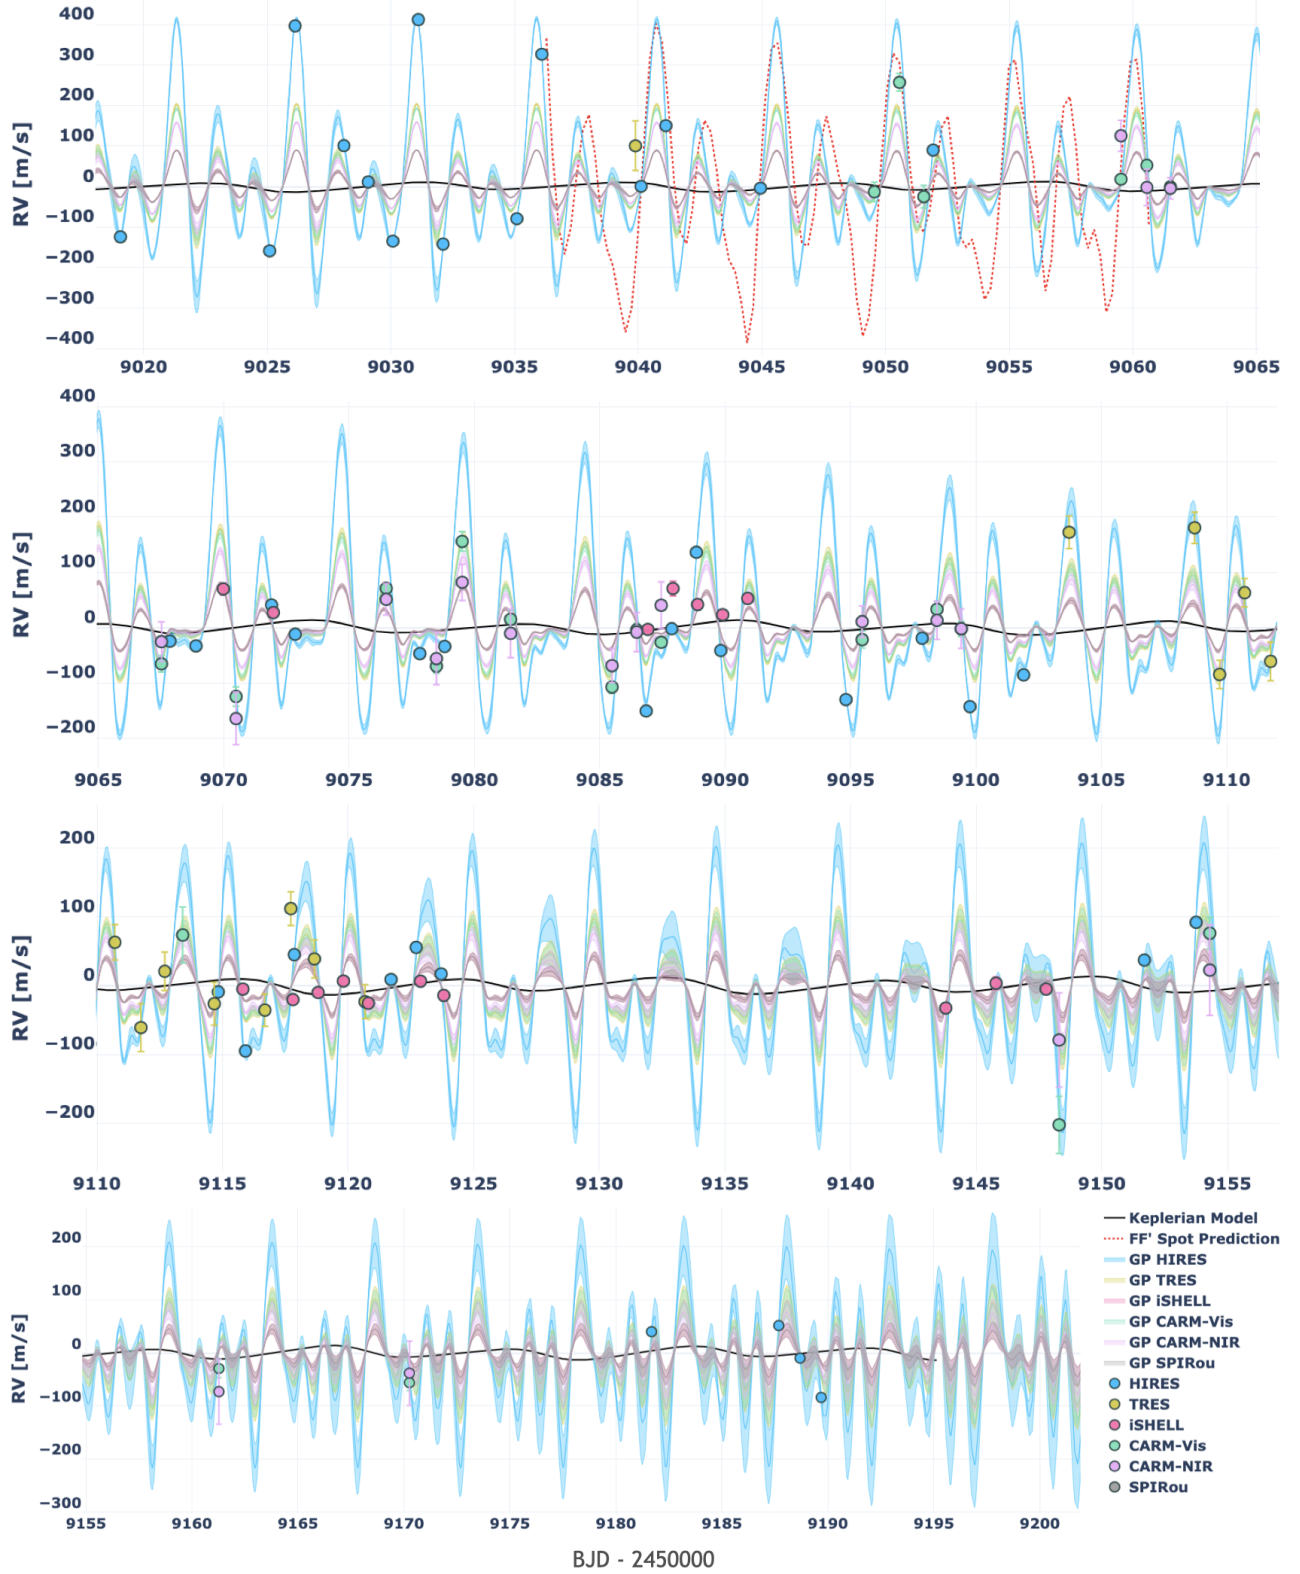 400
300
200
100
0
−100
−200
−300
−400
RV [m/s]
9020 9025 9030 9035 9040 9045 9050 9055 9060 9065
400
300
200
100
0
−100
−200
RV [m/s]
9065 9070 9075 9080 9085 9090 9095 9100 9105 9110
200
100
0
−100
−200
RV [m/s]
9110 9115 9120 9125 9130 9135 9140 9145 9150 9155
200
100
0
−100
−200
−300
RV [m/s]
9155 9160 9165 9170 9175 9180 9185 9190 9195 9200
Keplerian Model
FF' Spot Prediction
GP HIRES
GP TRES
GP iSHELL
GP CARM-Vis
GP CARM-NIR
GP SPIRou
HIRES
TRES
iSHELL
CARM-Vis
CARM-NIR
SPIRou
BJD - 2450000